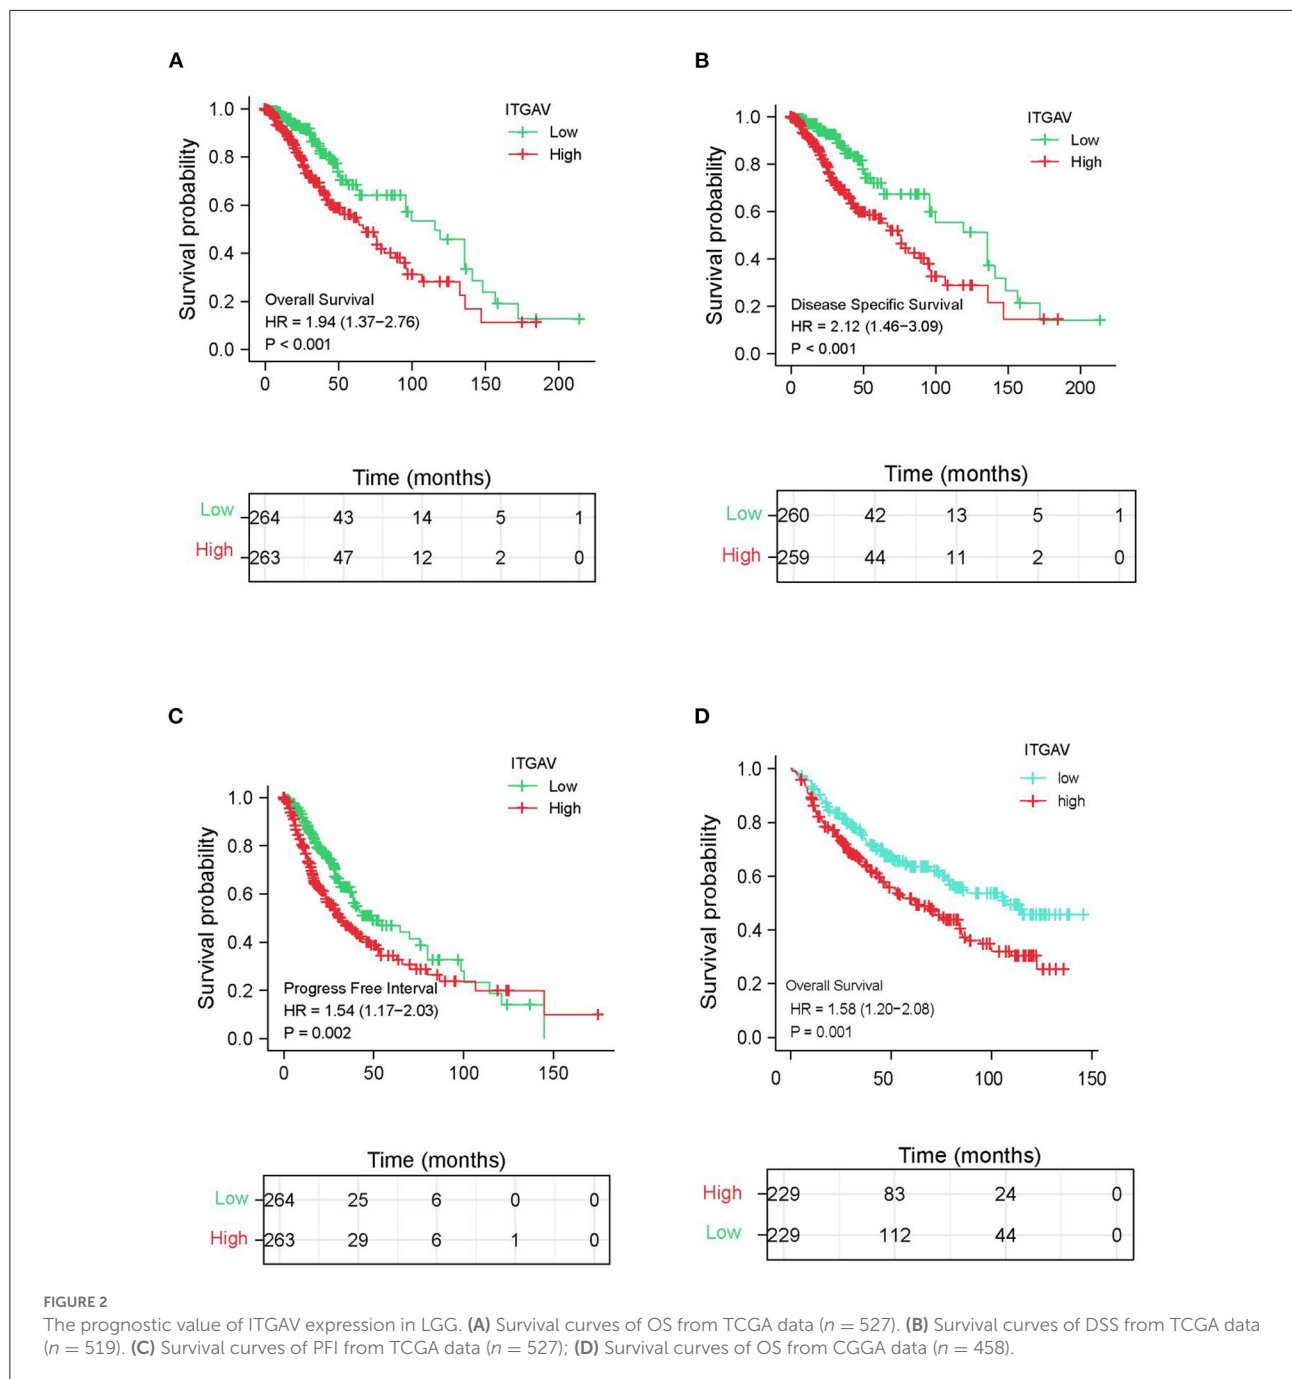 A
ITGAV
Low
High
Survival probability
1.0
0.8
0.6
0.4
0.2
0.0
Overall Survival
HR = 1.94 (1.37–2.76)
P < 0.001
0 50 100 150 200
Time (months)
Low 264 43 14 5 1
High 263 47 12 2 0
B
ITGAV
Low
High
Survival probability
1.0
0.8
0.6
0.4
0.2
0.0
Disease Specific Survival
HR = 2.12 (1.46–3.09)
P < 0.001
0 50 100 150 200
Time (months)
Low 260 42 13 5 1
High 259 44 11 2 0
C
ITGAV
Low
High
Survival probability
1.0
0.8
0.6
0.4
0.2
0.0
Progress Free Interval
HR = 1.54 (1.17–2.03)
P = 0.002
0 50 100 150
Time (months)
Low 264 25 6 0 0
High 263 29 6 1 0
D
ITGAV
low
high
Survival probability
1.0
0.8
0.6
0.4
0.2
0.0
Overall Survival
HR = 1.58 (1.20–2.08)
P = 0.001
0 50 100 150
Time (months)
High 229 83 24 0
Low 229 112 44 0
FIGURE 2
The prognostic value of ITGAV expression in LGG. (A) Survival curves of OS from TCGA data (n = 527). (B) Survival curves of DSS from TCGA data
(n = 519). (C) Survival curves of PFI from TCGA data (n = 527); (D) Survival curves of OS from CGGA data (n = 458).